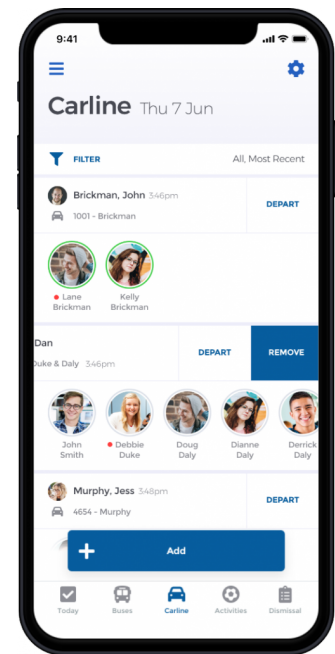 9:41
Carline Thu 7 Jun
FILTER All, Most Recent
Brickman, John 3:46pm
DEPART
1001 - Brickman
Lane Brickman
Kelly Brickman
Dan
DEPART REMOVE
Duke & Daly 3:46pm
John Smith
Debbie Duke
Doug Daly
Dianne Daly
Derrick Daly
Murphy, Jess 3:48pm
DEPART
4654 - Murphy
+ Add
Today Buses Carline Activities Dismissal